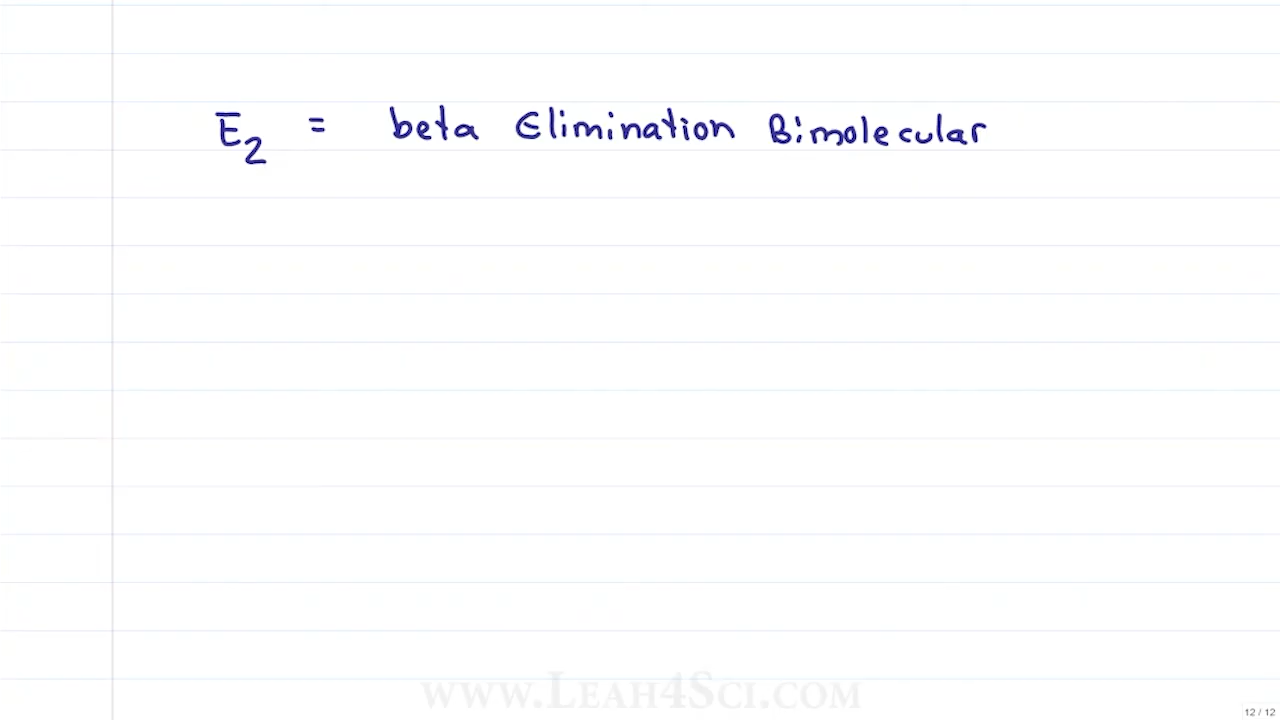 E₂ = beta Elimination Bimolecular
www.Leah4Sci.com
12 / 12